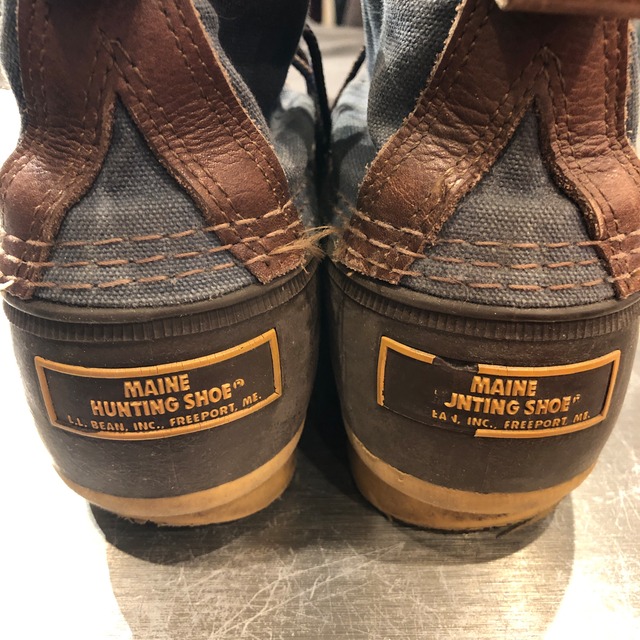 MAINE
HUNTING SHOE®
L.L. BEAN, INC., FREEPORT, ME.
MAINE
UNTING SHOE®
EAN, INC., FREEPORT, ME.